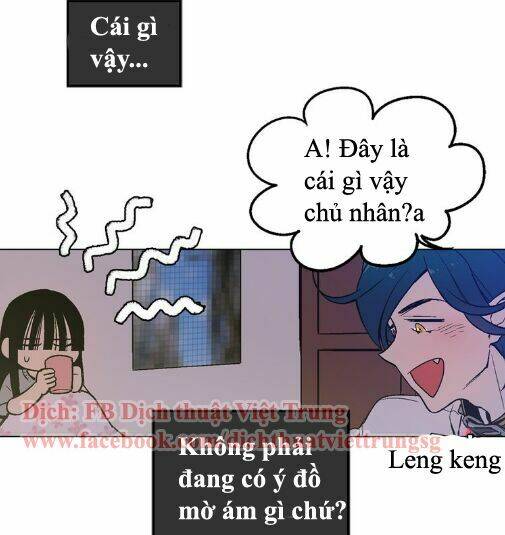 Cái gì
vậy...
A! Đây là
cái gì vậy
chủ nhân?a
Dịch: FB Dịch thuật Việt Trung
www.facebook.com/dichthuatviettrungsg
Không phải
đang có ý đồ
mờ ám gì chứ?
Leng keng